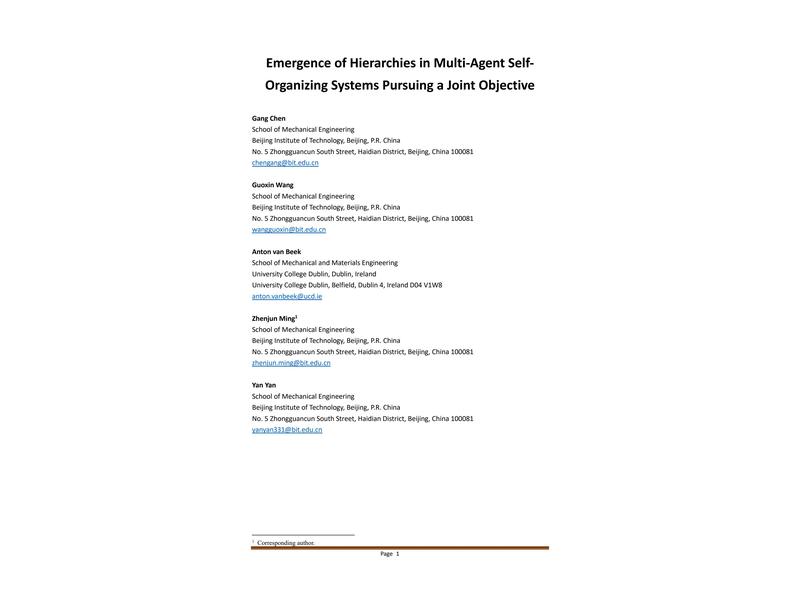 Emergence of Hierarchies in Multi-Agent Self-
Organizing Systems Pursuing a Joint Objective
Gang Chen
School of Mechanical Engineering
Beijing Institute of Technology, Beijing, P.R. China
No. 5 Zhongguancun South Street, Haidian District, Beijing, China 100081
chengang@bit.edu.cn
Guoxin Wang
School of Mechanical Engineering
Beijing Institute of Technology, Beijing, P.R. China
No. 5 Zhongguancun South Street, Haidian District, Beijing, China 100081
wangguoxin@bit.edu.cn
Anton van Beek
School of Mechanical and Materials Engineering
University College Dublin, Dublin, Ireland
University College Dublin, Belfield, Dublin 4, Ireland D04 V1W8
anton.vanbeek@ucd.ie
Zhenjun Ming¹
School of Mechanical Engineering
Beijing Institute of Technology, Beijing, P.R. China
No. 5 Zhongguancun South Street, Haidian District, Beijing, China 100081
zhenjun.ming@bit.edu.cn
Yan Yan
School of Mechanical Engineering
Beijing Institute of Technology, Beijing, P.R. China
No. 5 Zhongguancun South Street, Haidian District, Beijing, China 100081
yanyan331@bit.edu.cn
¹ Corresponding author.
Page 1